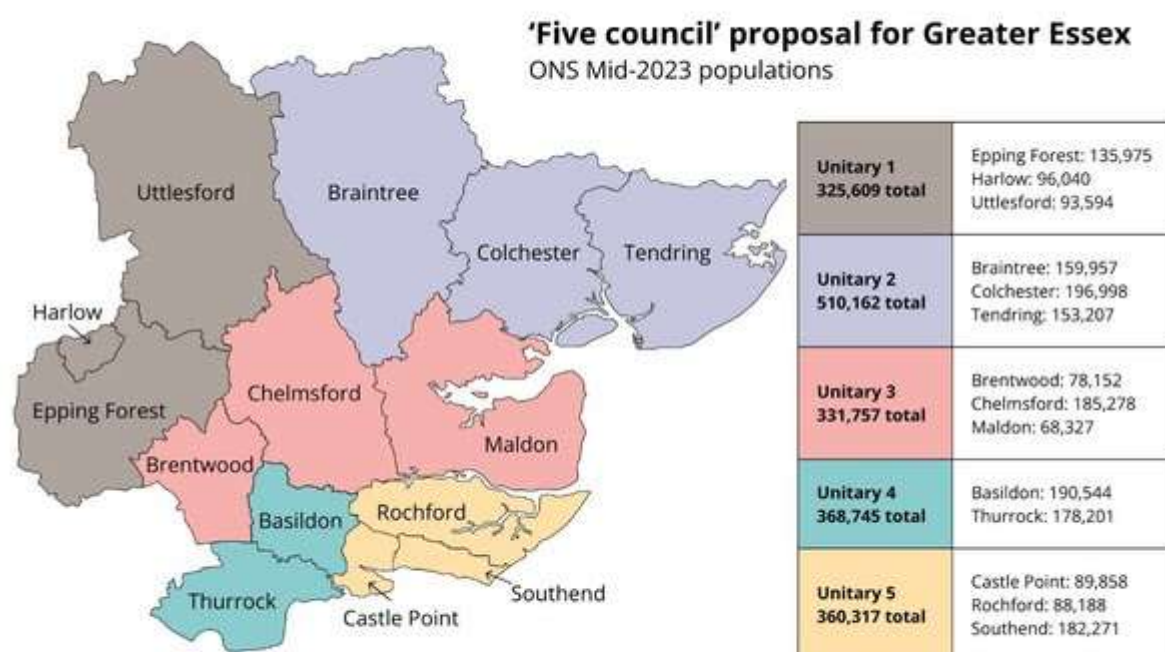 ‘Five council’ proposal for Greater Essex
ONS Mid-2023 populations
Uttlesford
Braintree
Colchester
Tendring
Harlow
Epping Forest
Chelmsford
Maldon
Brentwood
Basildon
Rochford
Thurrock
Castle Point
Southend
Unitary 1
325,609 total
Epping Forest: 135,975
Harlow: 96,040
Uttlesford: 93,594
Unitary 2
510,162 total
Braintree: 159,957
Colchester: 196,998
Tendring: 153,207
Unitary 3
331,757 total
Brentwood: 78,152
Chelmsford: 185,278
Maldon: 68,327
Unitary 4
368,745 total
Basildon: 190,544
Thurrock: 178,201
Unitary 5
360,317 total
Castle Point: 89,858
Rochford: 88,188
Southend: 182,271